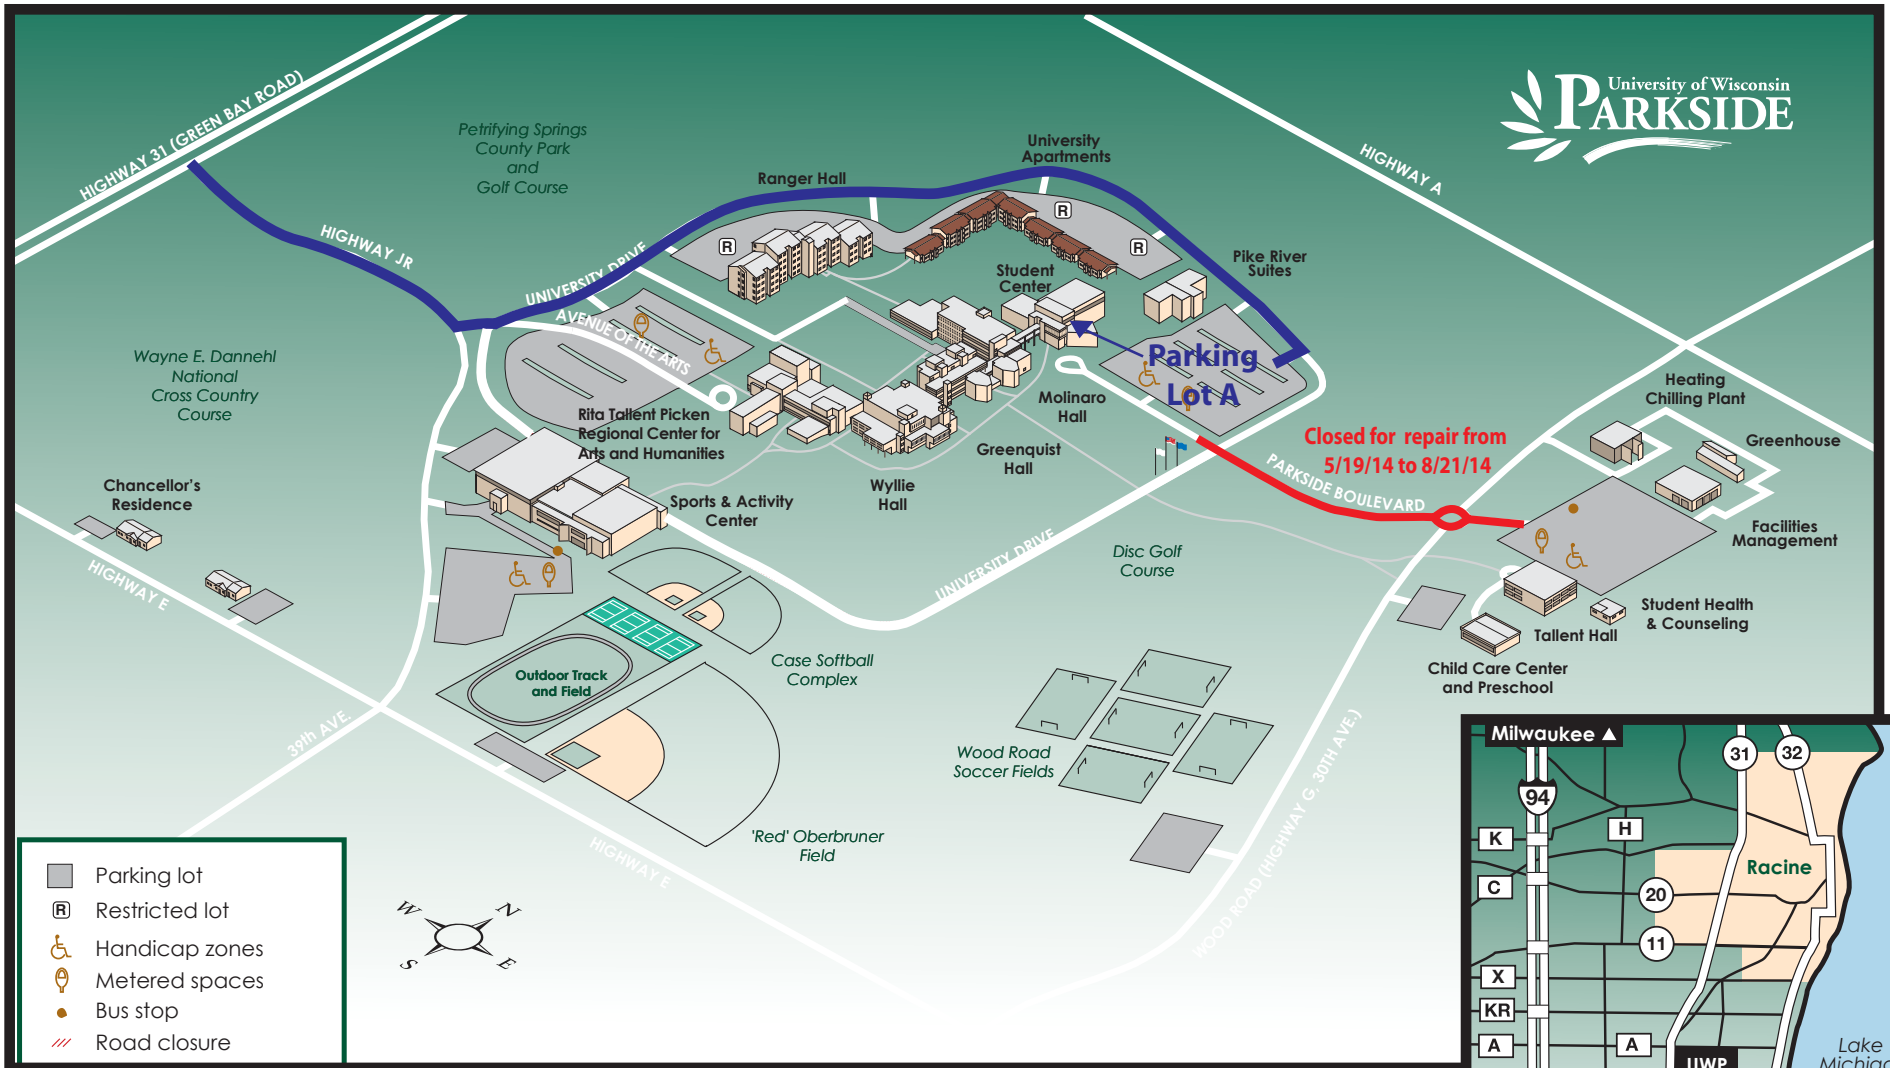 University of Wisconsin
PARKSIDE
HIGHWAY 31 (GREEN BAY ROAD)
Petrifying Springs
County Park
and
Golf Course
University
Apartments
HIGHWAY A
Ranger Hall
R
R
R
HIGHWAY JR
UNIVERSITY DRIVE
Student
Center
Pike River
Suites
AVENUE OF THE ARTS
Wayne E. Dannehl
National
Cross Country
Course
Parking
Lot A
Molinaro
Hall
Heating
Chilling Plant
Rita Tallent Picken
Regional Center for
Arts and Humanities
Greenquist
Hall
Closed for repair from
5/19/14 to 8/21/14
Greenhouse
PARKSIDE BOULEVARD
Chancellor's
Residence
Wyllie
Hall
Sports & Activity
Center
Facilities
Management
HIGHWAY E
UNIVERSITY DRIVE
Disc Golf
Course
Student Health
& Counseling
Tallent Hall
Child Care Center
and Preschool
Outdoor Track
and Field
Case Softball
Complex
39th AVE.
Wood Road
Soccer Fields
WOOD ROAD (HIGHWAY G, 30TH AVE.)
'Red' Oberbruner
Field
HIGHWAY E
Parking lot
R
Restricted lot
Handicap zones
Metered spaces
Bus stop
Road closure
W
N
S
E
Milwaukee
31
32
94
K
H
Racine
C
20
11
X
KR
A
A
UWP
Lake
Michig